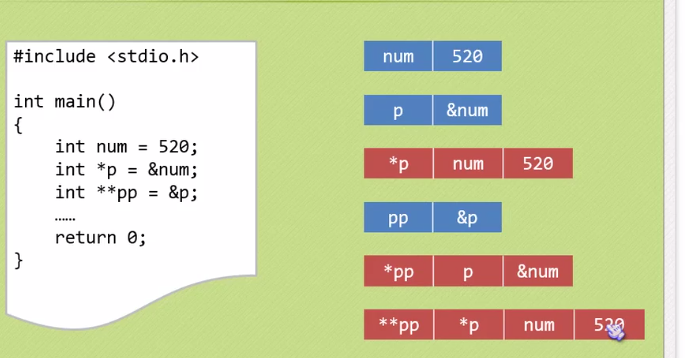 #include <stdio.h>
int main()
{
int num = 520;
int *p = &num;
int **pp = &p;
……
return 0;
}
num 520
p &num
*p num 520
pp &p
*pp p &num
**pp *p num 520